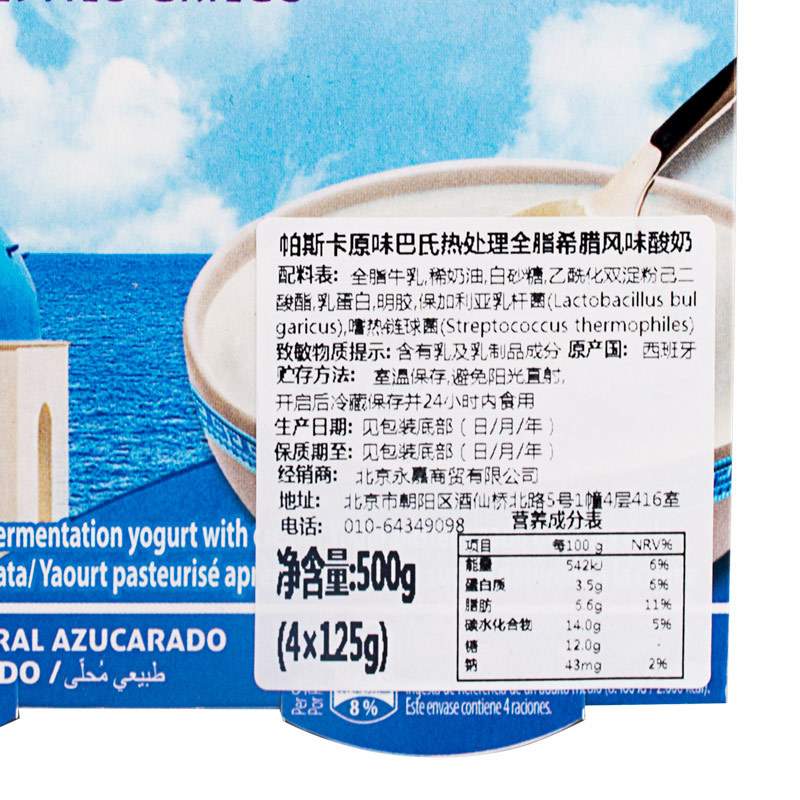 帕斯卡原味巴氏热处理全脂希腊风味酸奶
配料表: 全脂牛乳,稀奶油,白砂糖,乙酰化双淀粉己二
酸酯,乳蛋白,明胶,保加利亚乳杆菌(Lactobacillus bul
garicus),嗜热链球菌(Streptococcus thermophiles)
致敏物质提示: 含有乳及乳制品成分 原产国: 西班牙
贮存方法: 室温保存,避免阳光直射,
开启后冷藏保存并24小时内食用
生产日期: 见包装底部 ( 日/月/年 )
保质期至: 见包装底部 ( 日/月/年 )
经销商: 北京永嘉商贸有限公司
地址: 北京市朝阳区酒仙桥北路5号1幢4层416室
电话: 010-64349098
营养成分表
项目 每100 g NRV%
能量 542kJ 6%
蛋白质 3.5g 6%
脂肪 6.6g 11%
碳水化合物 14.0g 5%
糖 12.0g -
钠 43mg 2%
净含量:500g
(4×125g)
ermentation yogurt with
ata/ Yaourt pasteurisé apr
RAL AZUCARADO
DO / طبيعي مُحلّى
8 %
Este envase contiene 4 raciones.